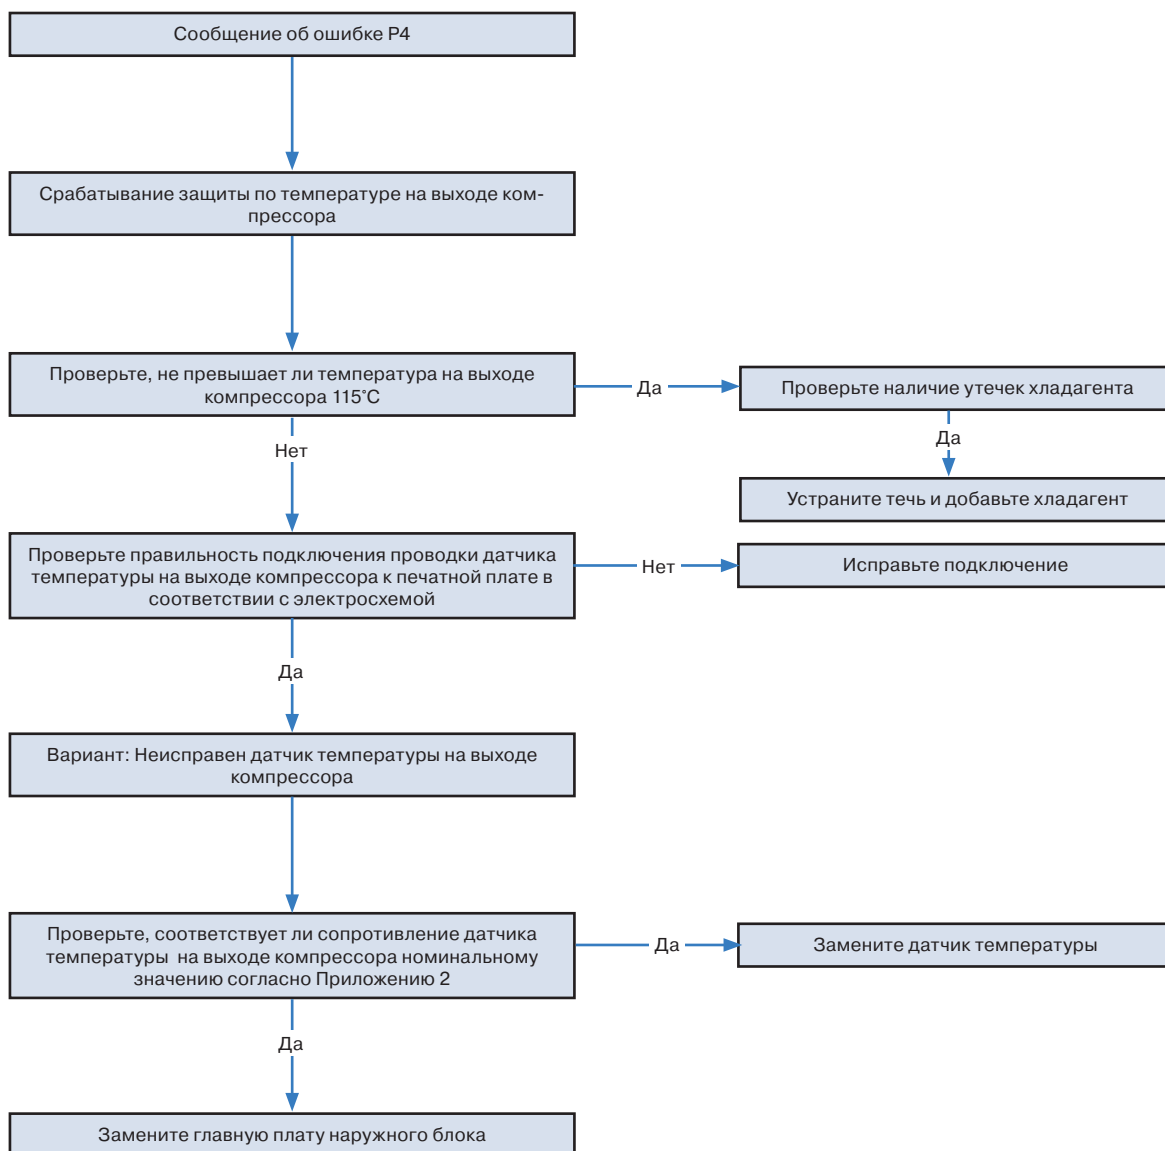 Сообщение об ошибке P4
Срабатывание защиты по температуре на выходе ком-
прессора
Проверьте, не превышает ли температура на выходе
компрессора 115°C
Да
Проверьте наличие утечек хладагента
Да
Устраните течь и добавьте хладагент
Нет
Проверьте правильность подключения проводки датчика
температуры на выходе компрессора к печатной плате в
соответствии с электросхемой
Нет
Исправьте подключение
Да
Вариант: Неисправен датчик температуры на выходе
компрессора
Проверьте, соответствует ли сопротивление датчика
температуры на выходе компрессора номинальному
значению согласно Приложению 2
Да
Замените датчик температуры
Да
Замените главную плату наружного блока